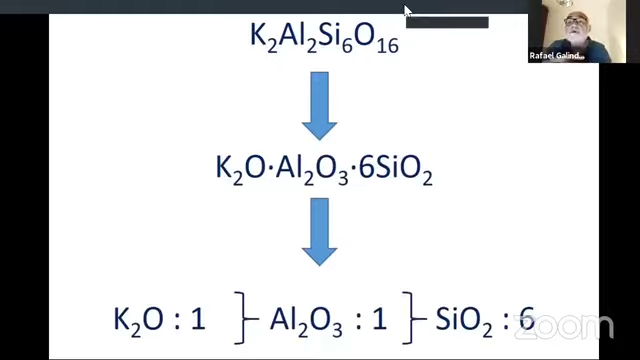 K₂Al₂Si₆O₁₆
Rafael Galind...
K₂O·Al₂O₃·6SiO₂
K₂O : 1 Al₂O₃ : 1 SiO₂ : 6
zoom